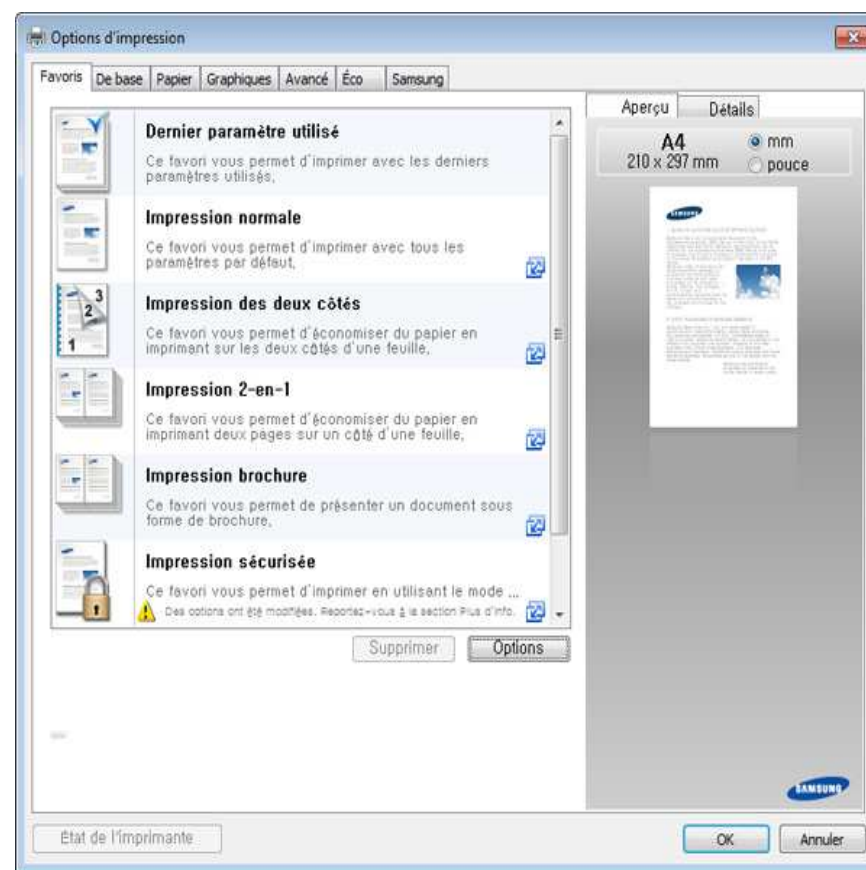 Options d'impression
Favoris De base Papier Graphiques Avancé Éco Samsung
Dernier paramètre utilisé
Ce favori vous permet d'imprimer avec les derniers
paramètres utilisés,
Impression normale
Ce favori vous permet d'imprimer avec tous les
paramètres par défaut,
Impression des deux côtés
Ce favori vous permet d'économiser du papier en
imprimant sur les deux côtés d'une feuille,
Impression 2-en-1
Ce favori vous permet d'économiser du papier en
imprimant deux pages sur un côté d'une feuille,
Impression brochure
Ce favori vous permet de présenter un document sous
forme de brochure,
Impression sécurisée
Ce favori vous permet d'imprimer en utilisant le mode ...
Des options ont été modifiées. Reportez-vous à la section Plus d'info.
Supprimer Options
État de l'imprimante
Aperçu Détails
A4
210 x 297 mm
mm
pouce
SAMSUNG
SAMSUNG
OK Annuler
1
2
3